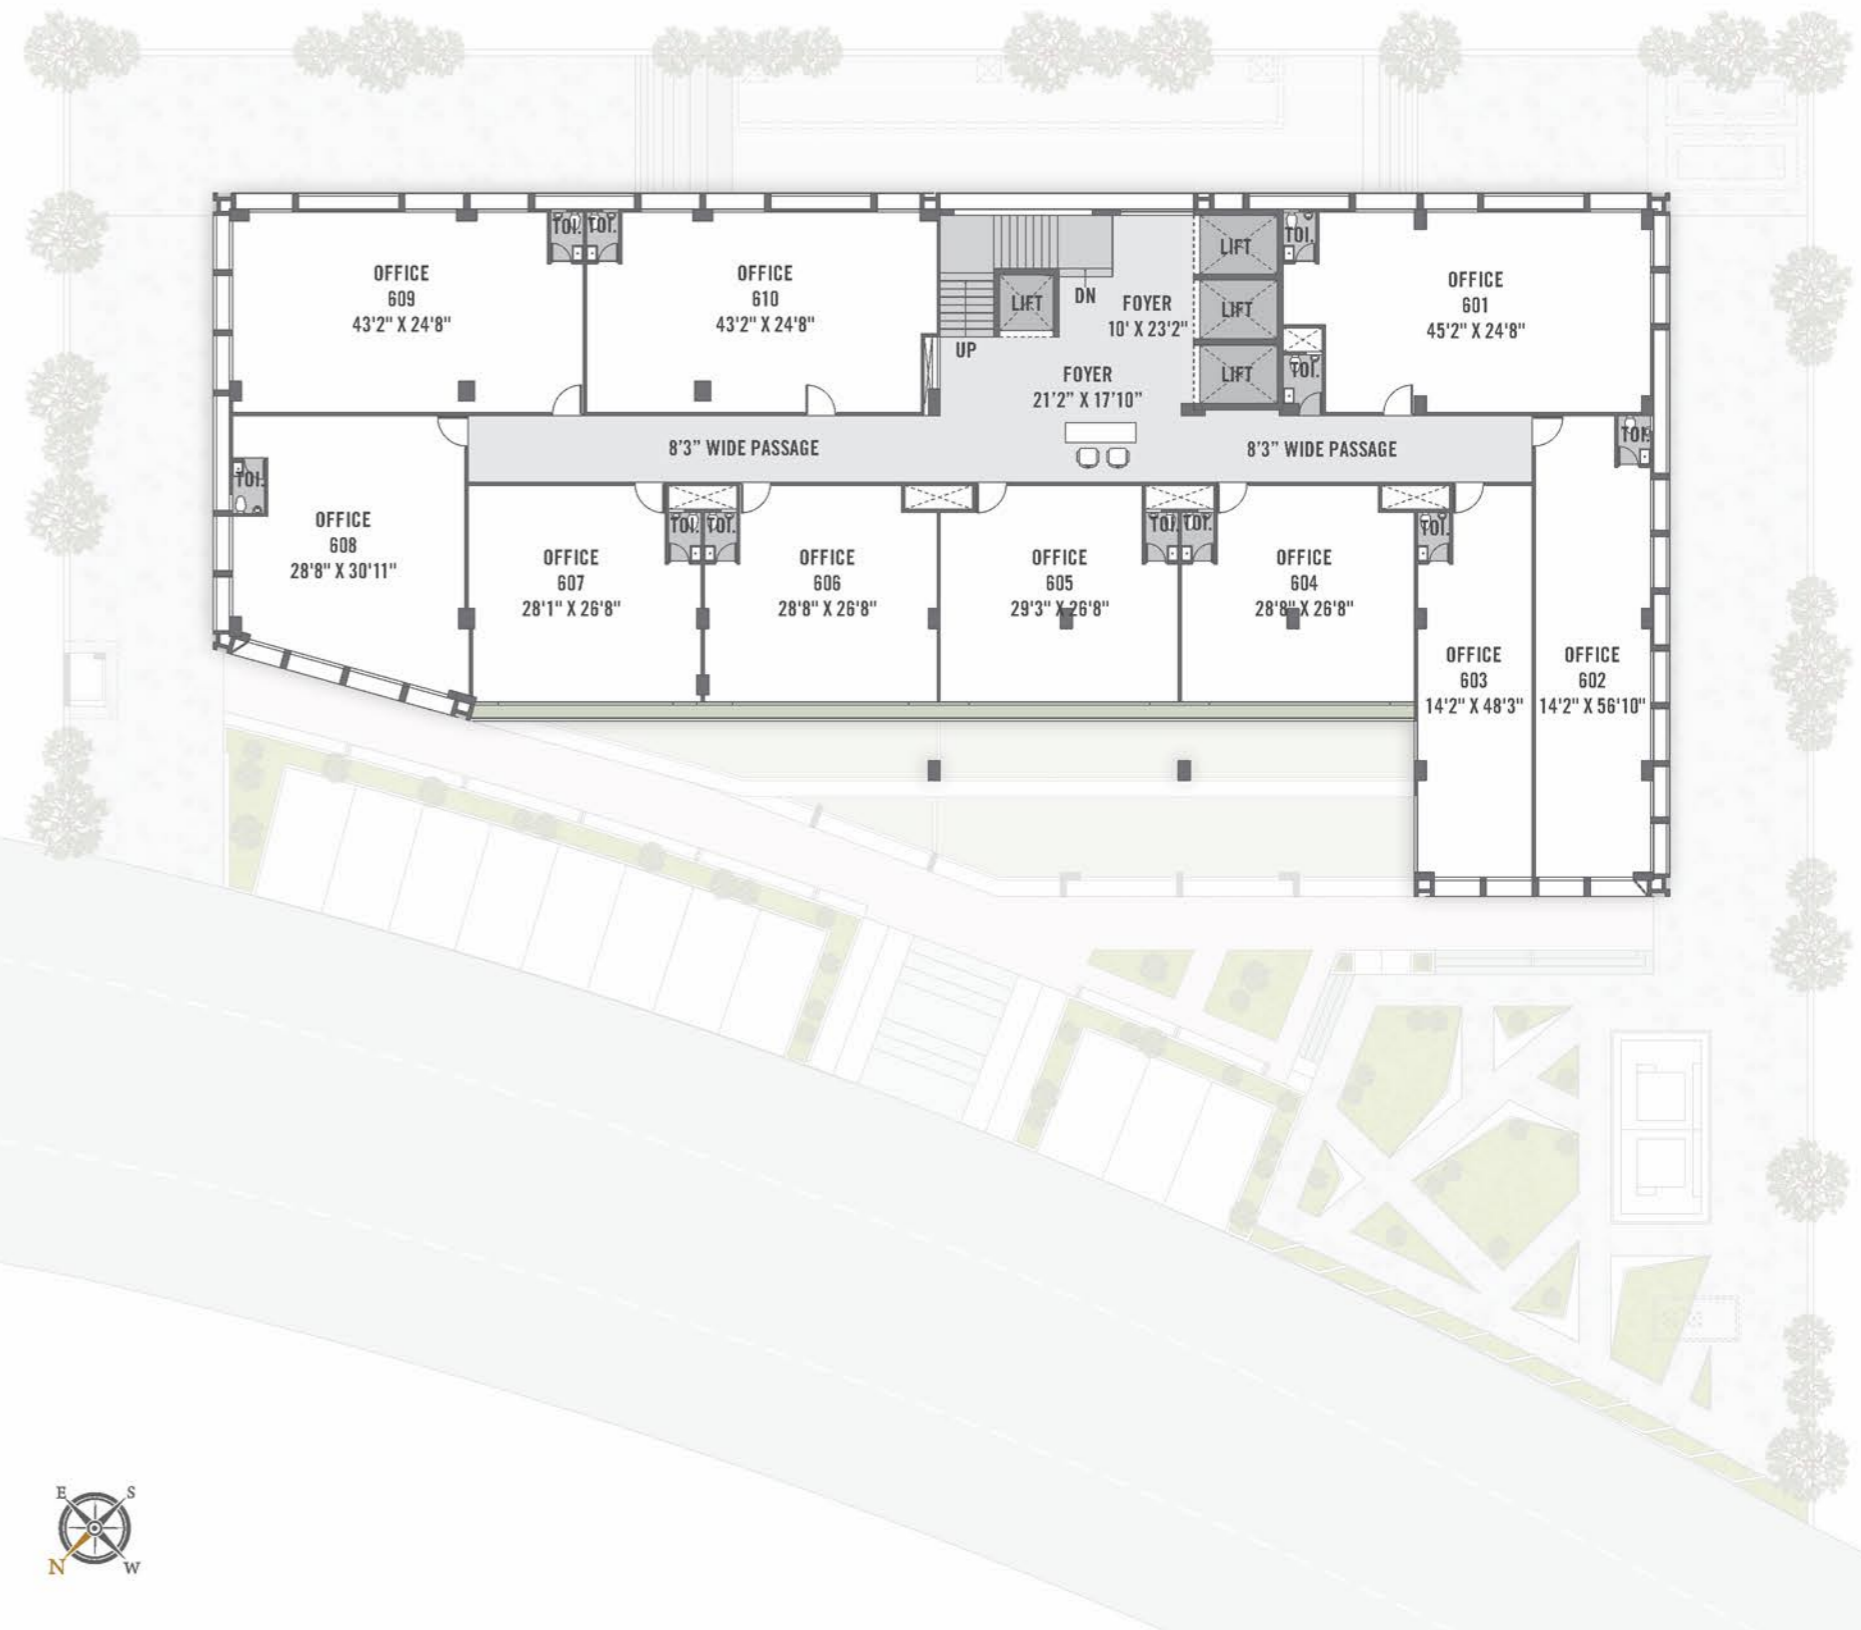 TOI. TOI.
OFFICE
609
43'2" X 24'8"
OFFICE
610
43'2" X 24'8"
LIFT
DN
UP
FOYER
10' X 23'2"
FOYER
21'2" X 17'10"
LIFT
LIFT
LIFT
TOI.
TOI.
OFFICE
601
45'2" X 24'8"
8'3" WIDE PASSAGE
8'3" WIDE PASSAGE
TOI.
TOI.
OFFICE
608
28'8" X 30'11"
OFFICE
607
28'1" X 26'8"
TOI. TOI.
OFFICE
606
28'8" X 26'8"
OFFICE
605
29'3" X 26'8"
TOI. TOI.
OFFICE
604
28'8" X 26'8"
TOI.
OFFICE
603
14'2" X 48'3"
OFFICE
602
14'2" X 56'10"
E S
N W